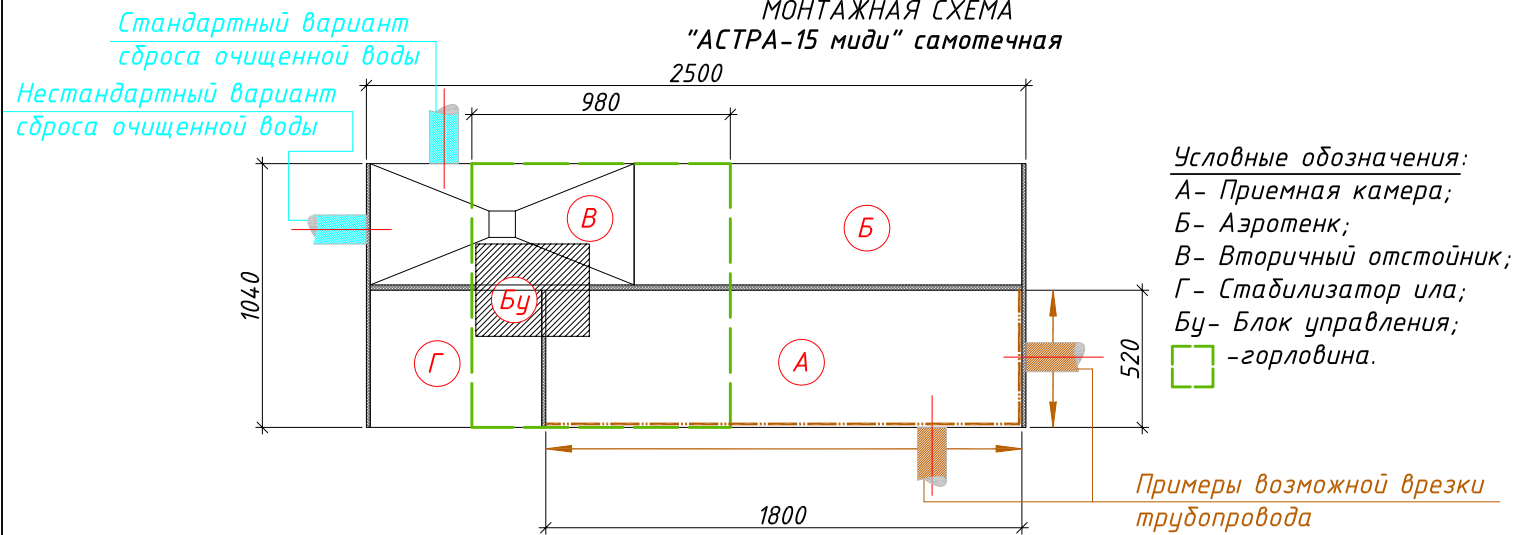 МОНТАЖНАЯ СХЕМА
"АСТРА-15 миди" самотечная
Стандартный вариант
сброса очищенной воды
Нестандартный вариант
сброса очищенной воды
2500
980
1040
В
Б
Бу
Г
А
520
1800
Условные обозначения:
А- Приемная камера;
Б- Аэротенк;
В- Вторичный отстойник;
Г- Стабилизатор ила;
Бу- Блок управления;
-горловина.
Примеры возможной врезки
трубопровода